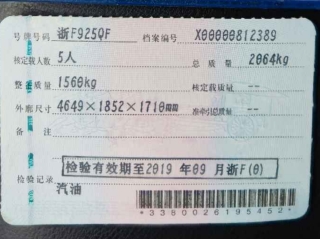 号牌号码 浙F925QF 档案编号 X00000812389
核定载人数 5人 总质量 2064kg
整备质量 1560kg 核定载质量 --
外廓尺寸 4649×1852×1710mm 准牵引总质量 --
备注
检验有效期至2019年09月浙F(0)
检验记录
汽油
*3380026195452*